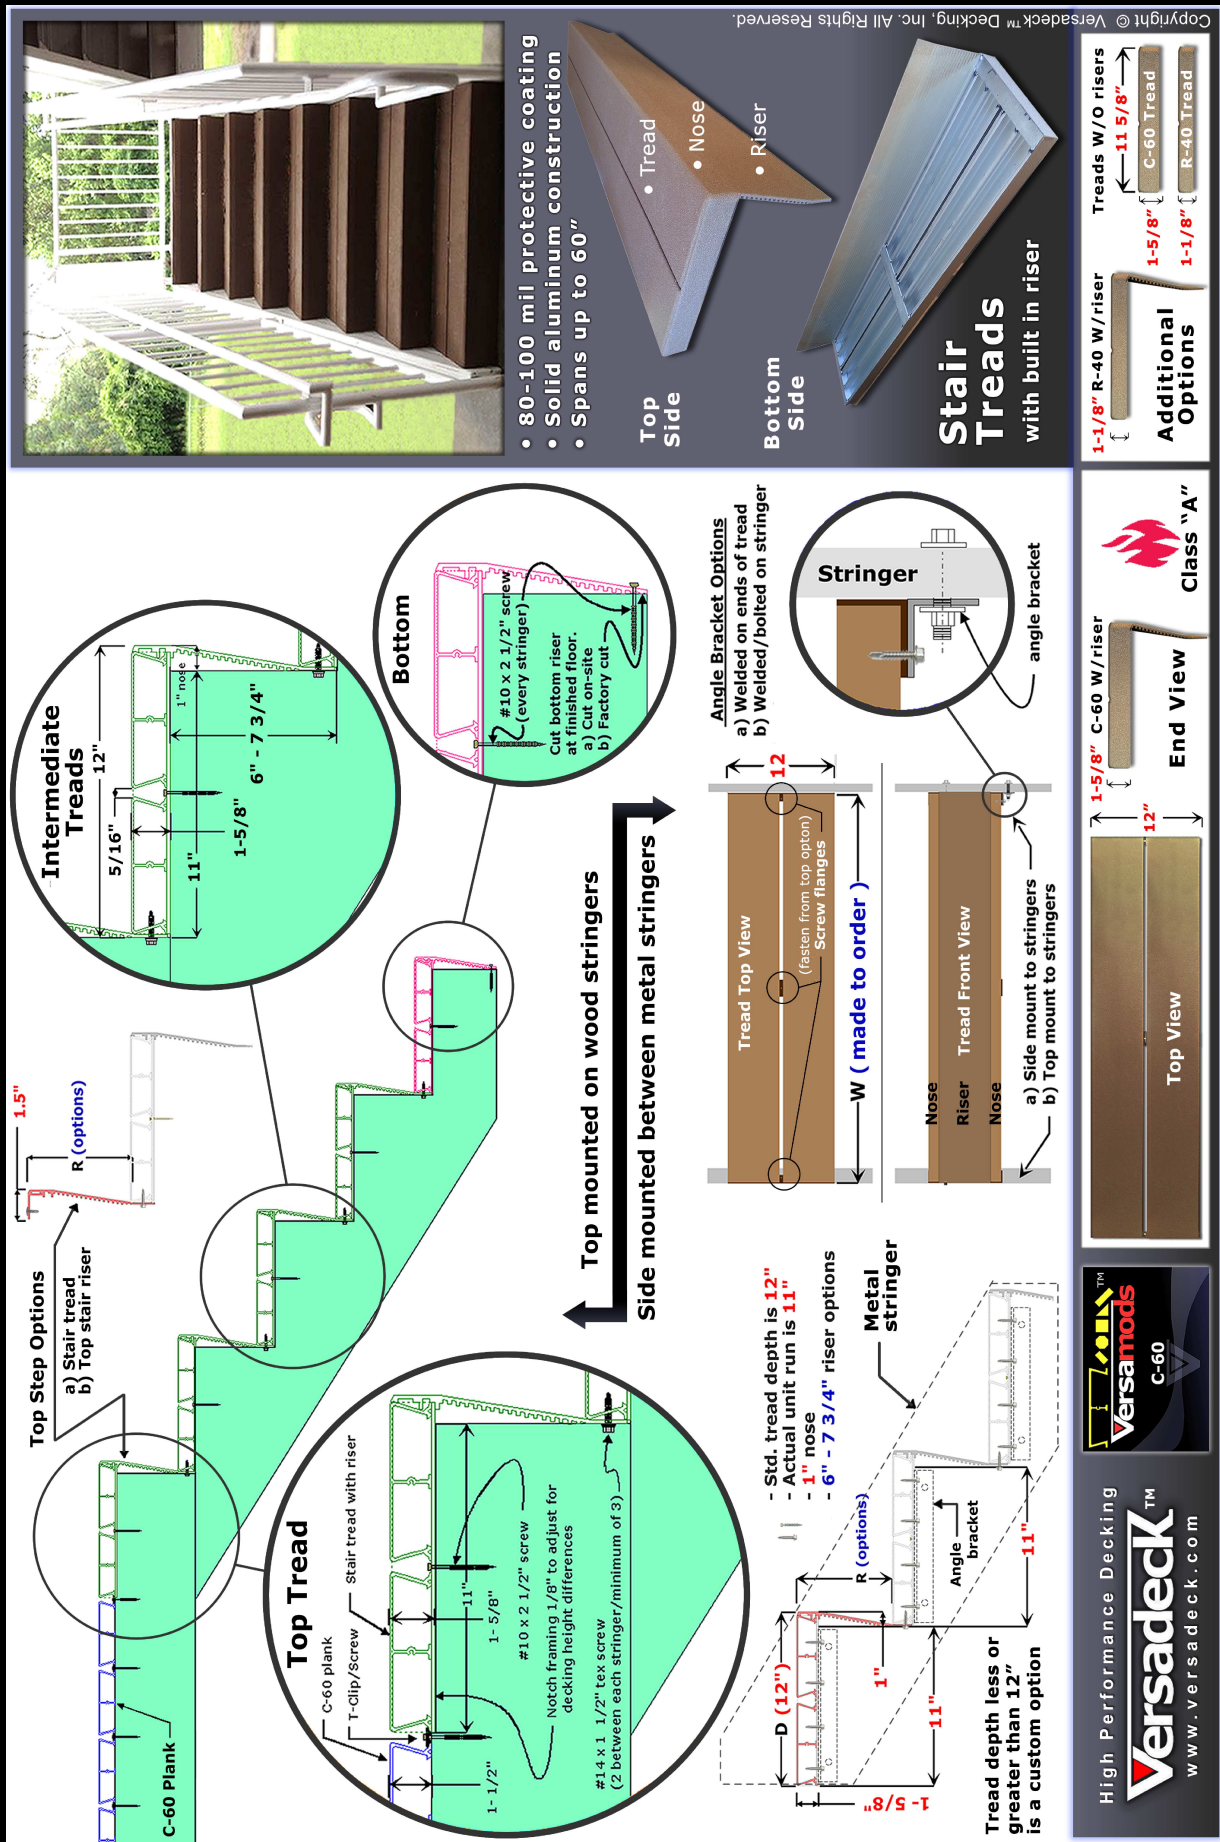 Top Step Options
a) Stair tread
b) Top stair riser
1.5"
R (options)
C-60 Plank
Intermediate
Treads
12"
5/16"
11"
1" nose
6" - 7 3/4"
1-5/8"
Bottom
#10 x 2 1/2" screw
(every stringer)
Cut bottom riser
at finished floor.
a) Cut on-site
b) Factory cut
Top Tread
C-60 plank
T-Clip/Screw
Stair tread with riser
11"
1- 5/8"
1- 1/2"
#10 x 2 1/2" screw
Notch framing 1/8" to adjust for
decking height differences
#14 x 1 1/2" tex screw
(2 between each stringer/minimum of 3)
Top mounted on wood stringers
Side mounted between metal stringers
- Std. tread depth is 12"
- Actual unit run is 11"
- 1" nose
- 6" - 7 3/4" riser options
Metal
stringer
D (12")
R (options)
1"
11"
11"
1- 5/8"
Angle
bracket
Tread depth less or
greater than 12”
is a custom option
Tread Top View
12
(fasten from top opton)
Screw flanges
W ( made to order )
Tread Front View
Nose
Riser
Nose
a) Side mount to stringers
b) Top mount to stringers
Angle Bracket Options
a) Welded on ends of tread
b) Welded/bolted on stringer
Stringer
angle bracket
• 80-100 mil protective coating
• Solid aluminum construction
• Spans up to 60”
Top
Side
• Tread
• Nose
• Riser
Bottom
Side
Stair
Treads
with built in riser
Copyright © Versadeck™ Decking, Inc. All Rights Reserved.
High Performance Decking
VersadecK™
www.versadeck.com
Versamods™
C-60
Top View
12”
1-5/8” C-60 W/riser
End View
Class “A”
1-1/8” R-40 W/riser
Additional
Options
Treads W/O risers
11 5/8”
C-60 Tread
1-5/8”
R-40 Tread
1-1/8”